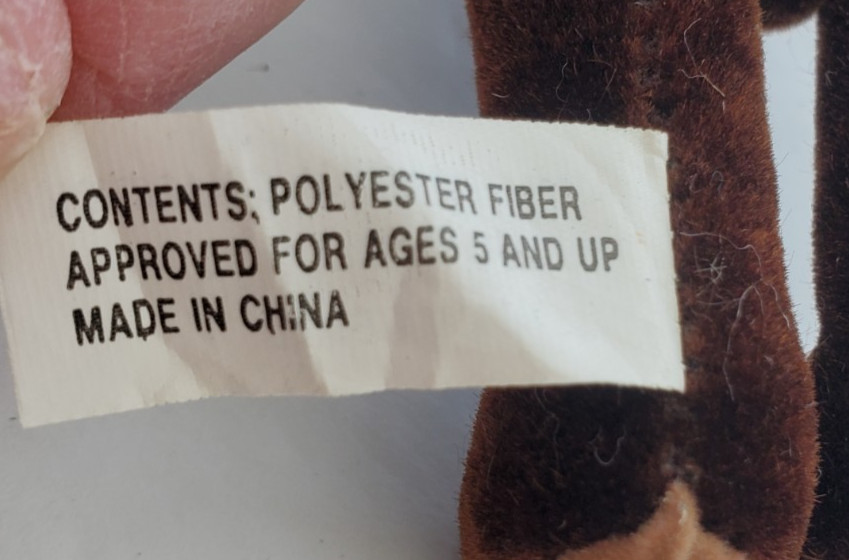 CONTENTS; POLYESTER FIBER
APPROVED FOR AGES 5 AND UP
MADE IN CHINA